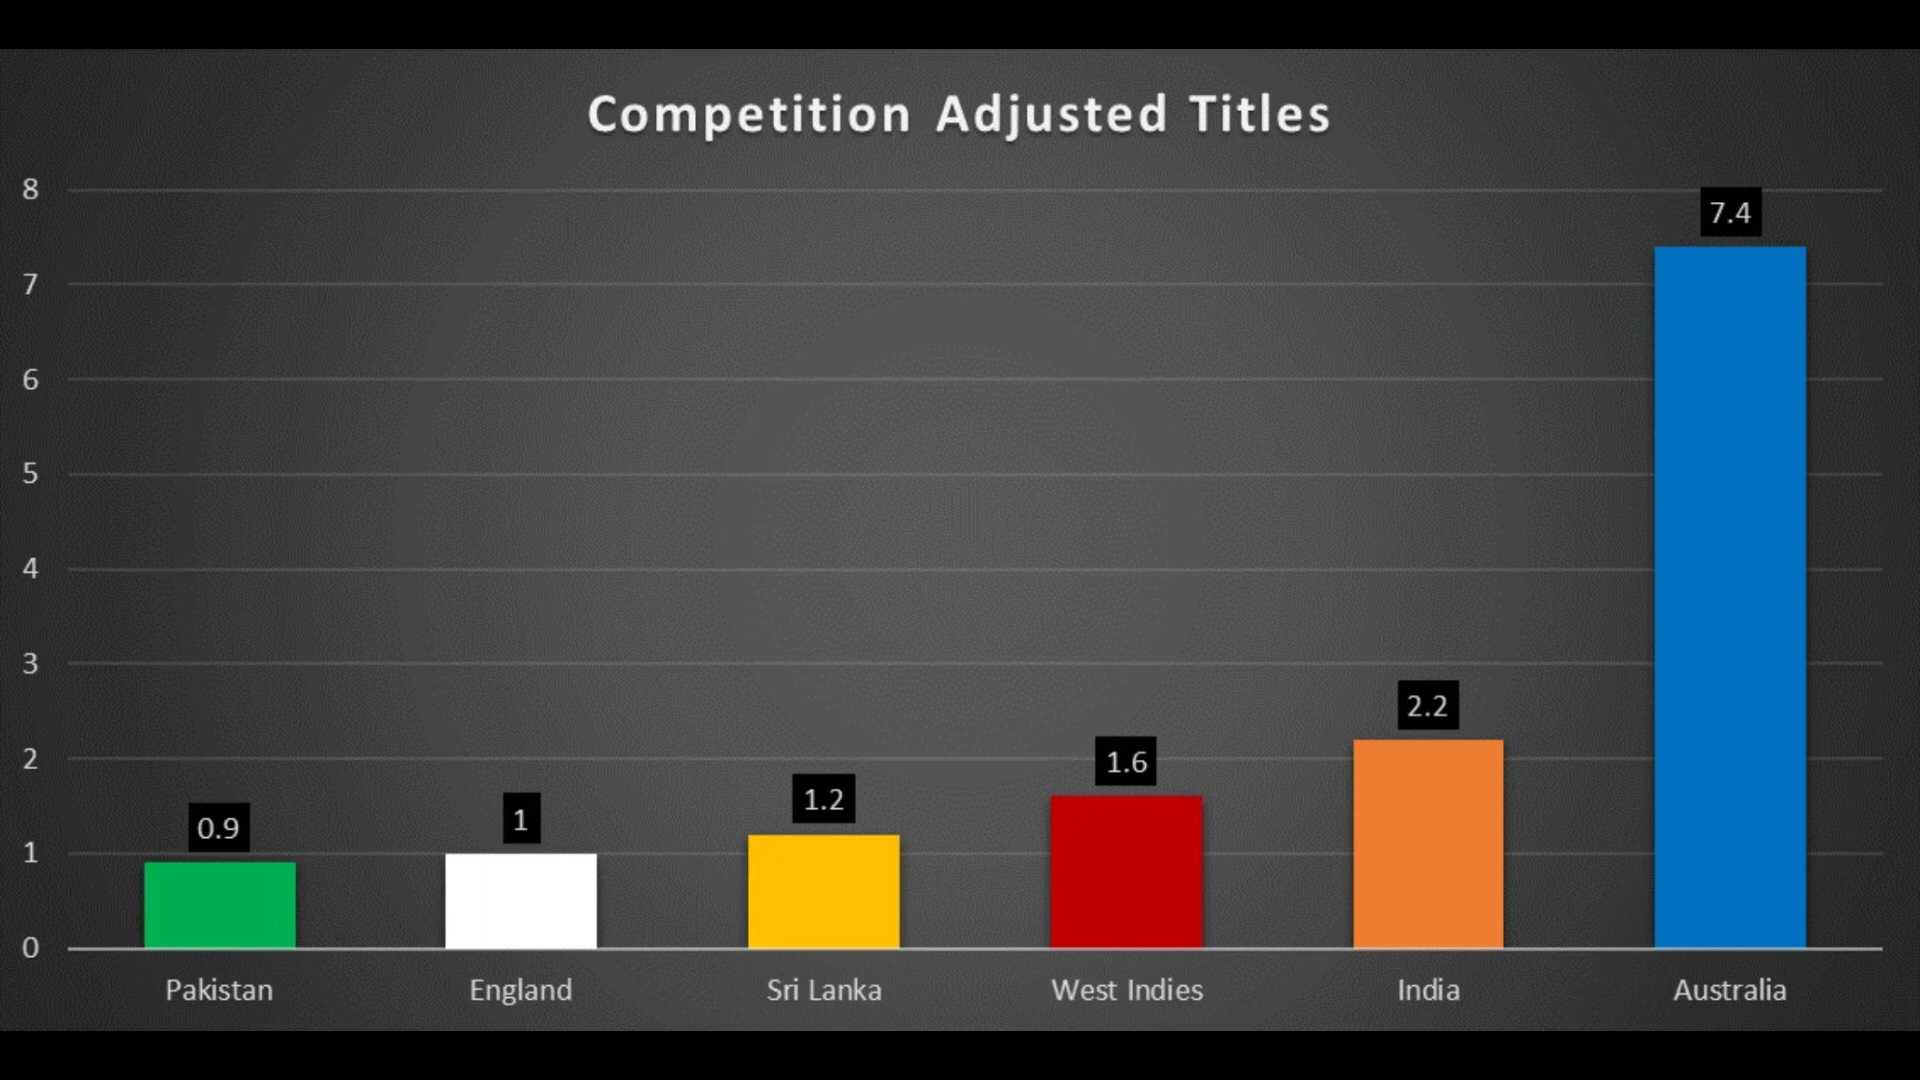 Competition Adjusted Titles
8
7.4
7
6
5
4
3
2.2
2
1.6
1.2
1
0.9
1
0
Pakistan
England
Sri Lanka
West Indies
India
Australia